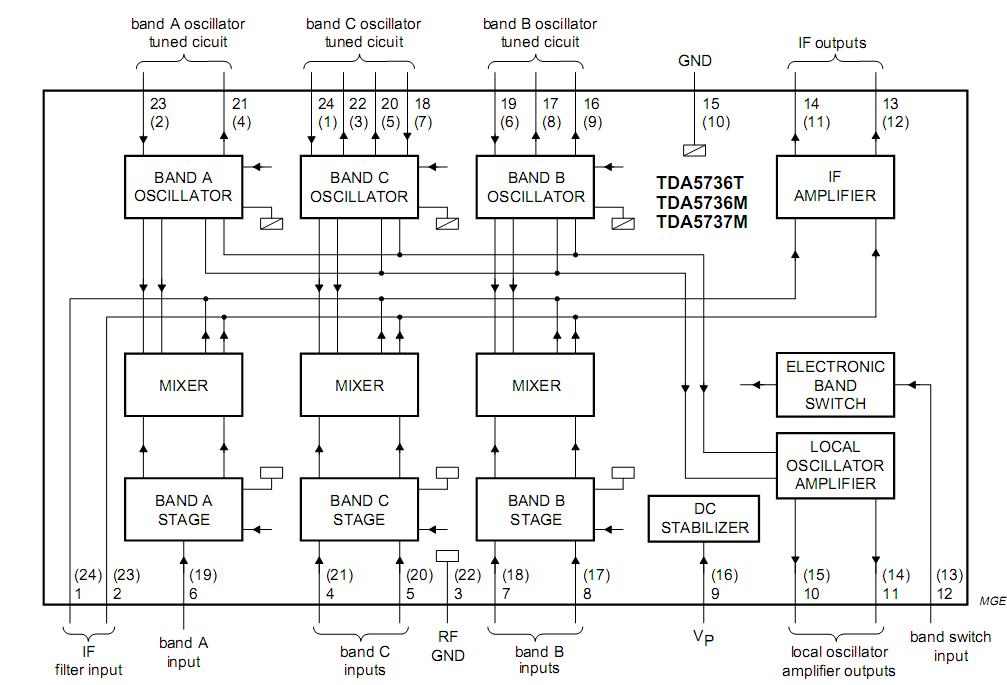 band A oscillator
tuned cicuit
band C oscillator
tuned cicuit
band B oscillator
tuned cicuit
IF outputs
GND
23
(2)
21
(4)
24
(1)
22
(3)
20
(5)
18
(7)
19
(6)
17
(8)
16
(9)
15
(10)
14
(11)
13
(12)
BAND A
OSCILLATOR
BAND C
OSCILLATOR
BAND B
OSCILLATOR
TDA5736T
TDA5736M
TDA5737M
IF
AMPLIFIER
MIXER
MIXER
MIXER
ELECTRONIC
BAND
SWITCH
LOCAL
OSCILLATOR
AMPLIFIER
BAND A
STAGE
BAND C
STAGE
BAND B
STAGE
DC
STABILIZER
(24)
1
(23)
2
(19)
6
(21)
4
(20)
5
(22)
3
(18)
7
(17)
8
(16)
9
(15)
10
(14)
11
(13)
12
MGE
IF
filter input
band A
input
band C
inputs
RF
GND
band B
inputs
VP
local oscillator
amplifier outputs
band switch
input